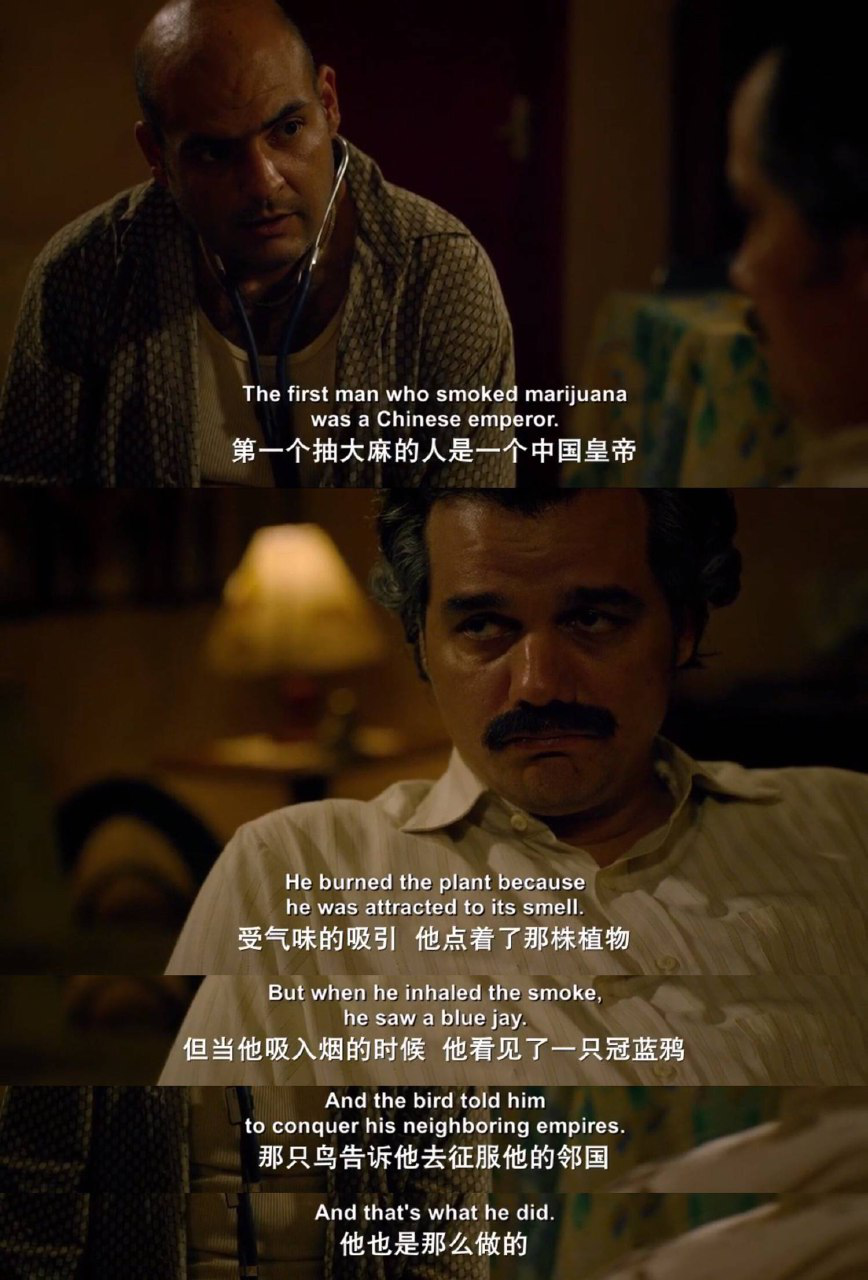 The first man who smoked marijuana
was a Chinese emperor.
第一个抽大麻的人是一个中国皇帝
He burned the plant because
he was attracted to its smell.
受气味的吸引 他点着了那株植物
But when he inhaled the smoke,
he saw a blue jay.
但当他吸入烟的时候 他看见了一只冠蓝鸦
And the bird told him
to conquer his neighboring empires.
那只鸟告诉他去征服他的邻国
And that's what he did.
他也是那么做的